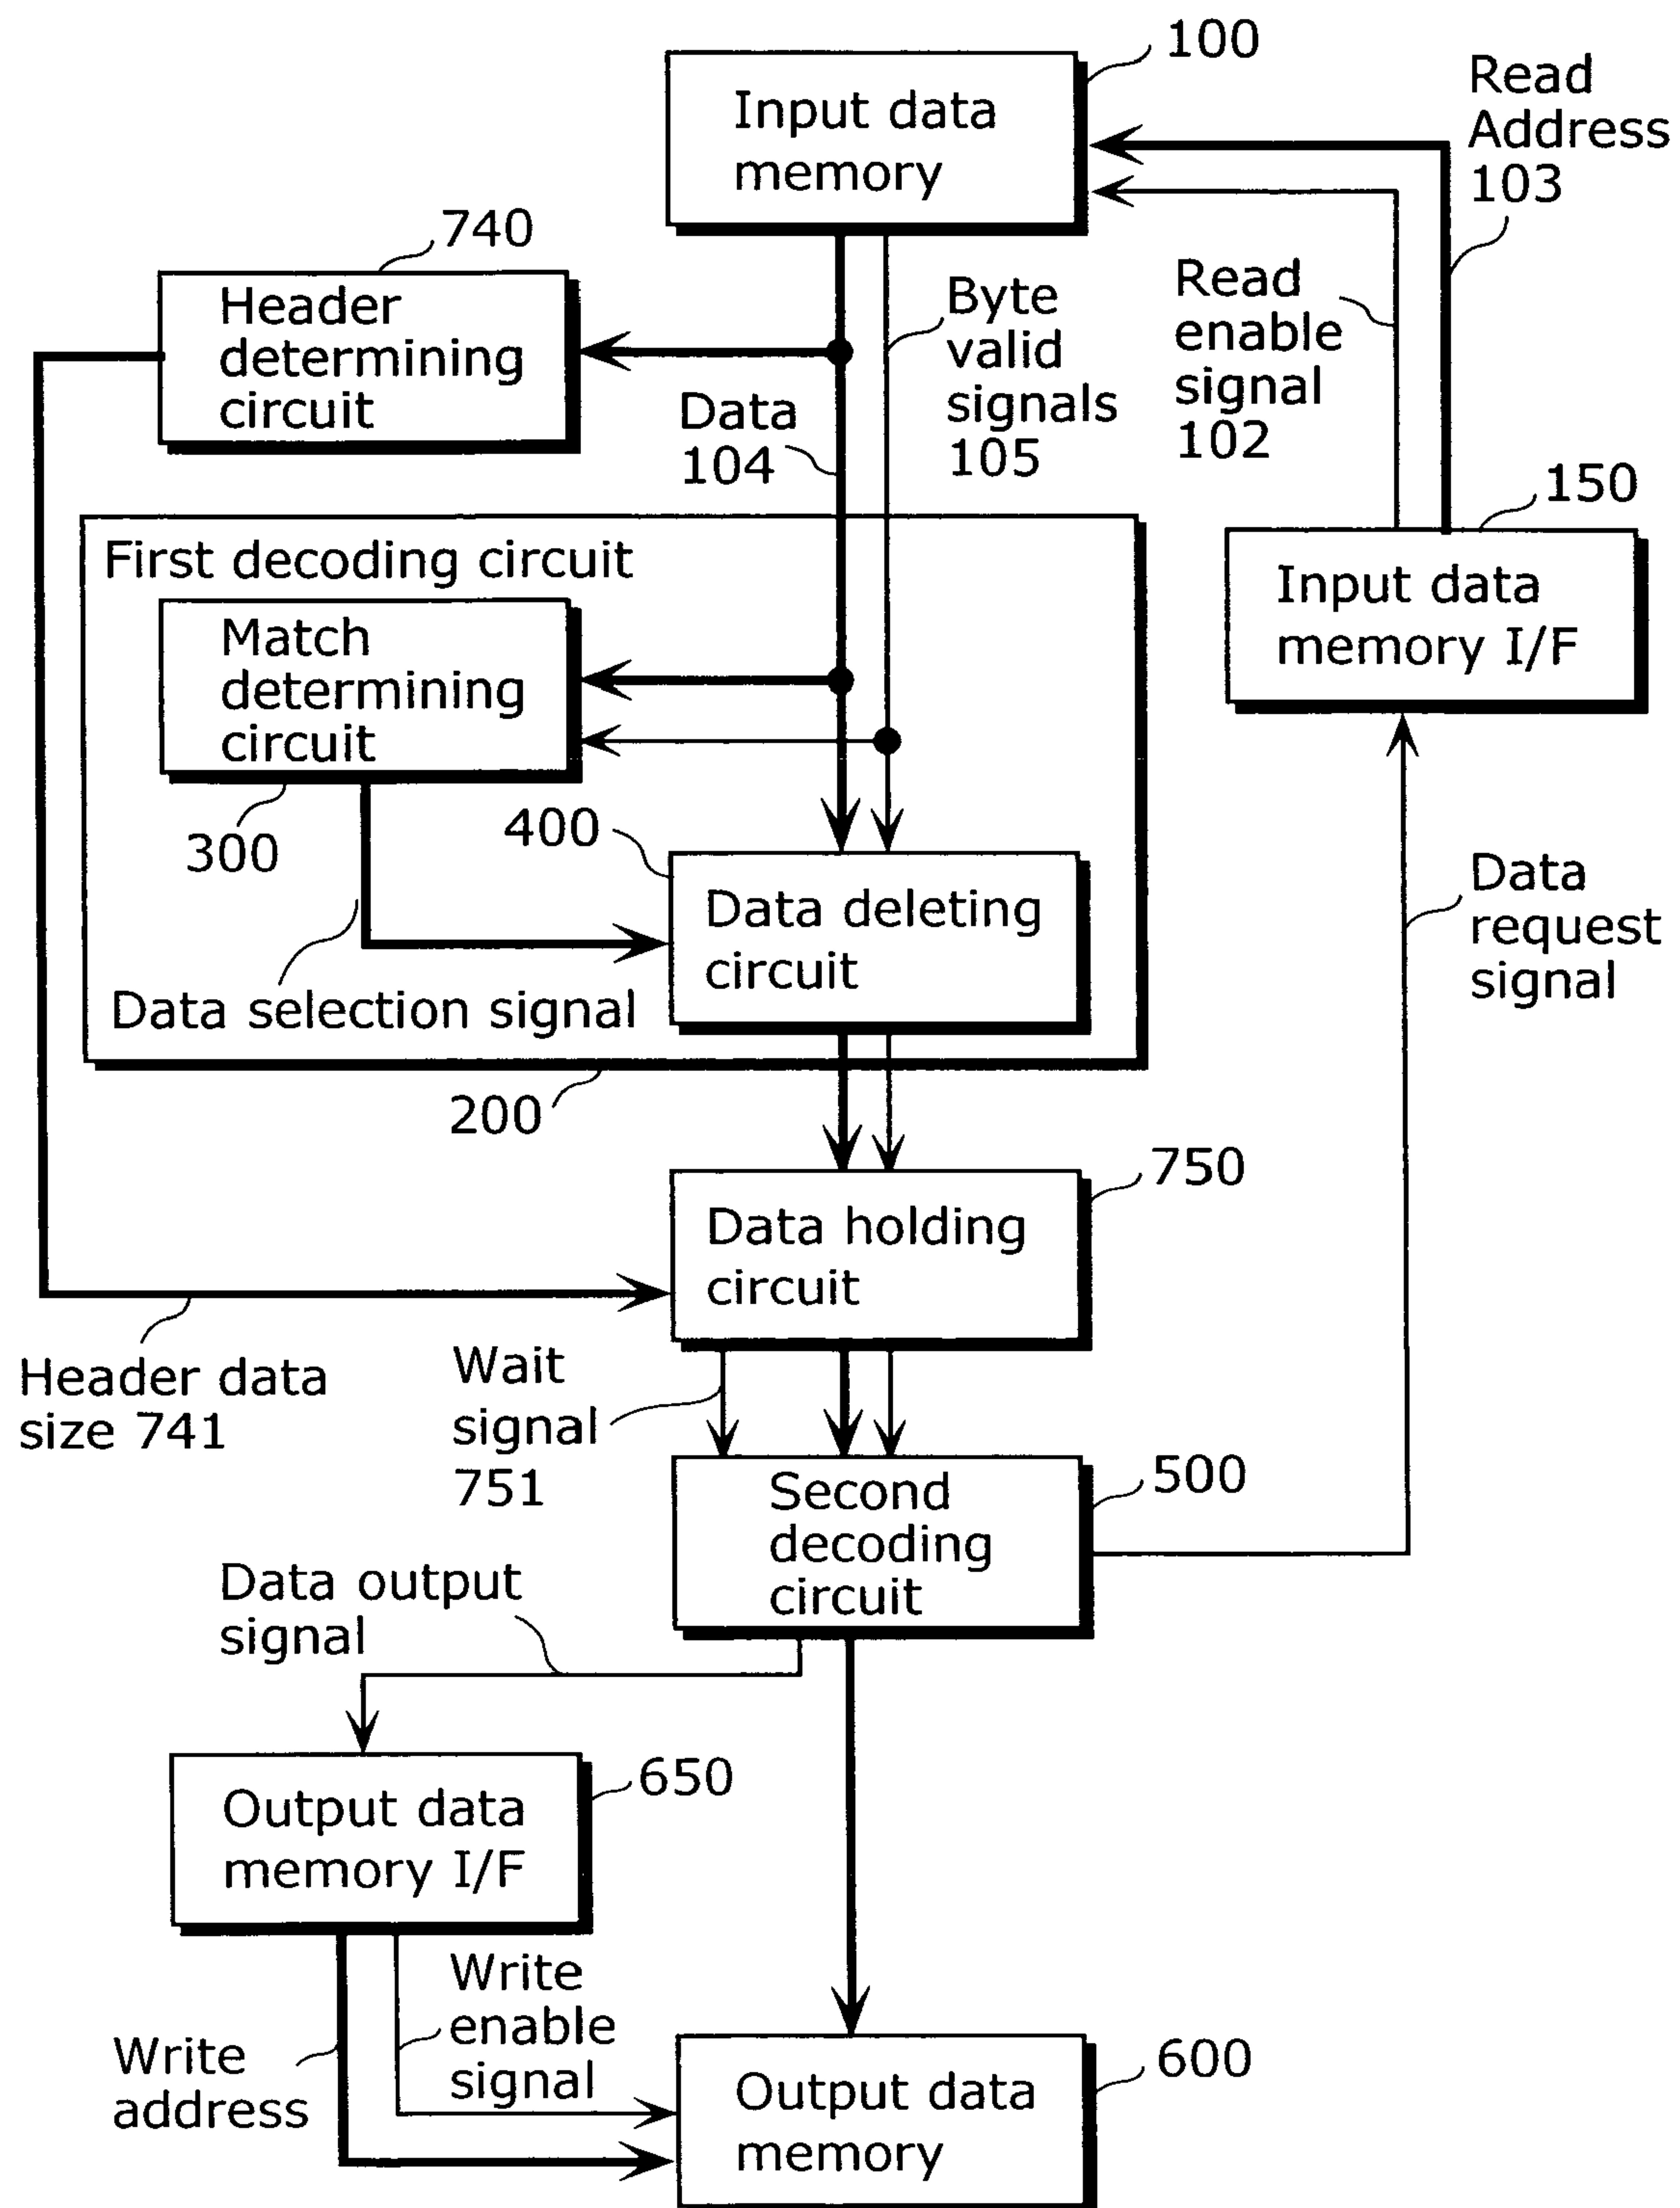 100
Input data
memory
Read
Address
103
740
Header
determining
circuit
Byte
valid
signals
105
Read
enable
signal
102
Data
104
150
Input data
memory I/F
First decoding circuit
Match
determining
circuit
300
400
Data deleting
circuit
Data selection signal
Data
request
signal
200
750
Data holding
circuit
Header data
size 741
Wait
signal
751
500
Second
decoding
circuit
Data output
signal
650
Output data
memory I/F
Write
enable
signal
Write
address
600
Output data
memory